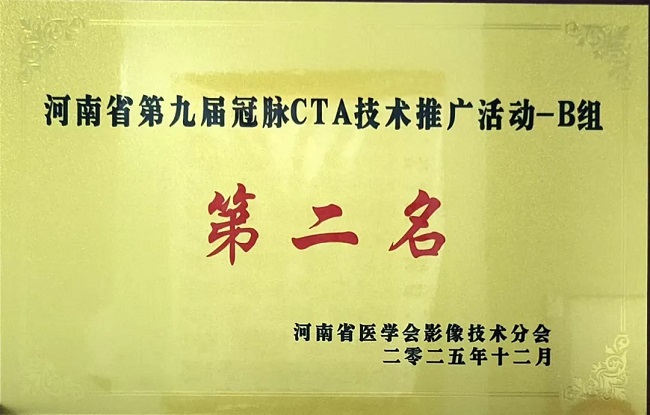 河南省第九届冠脉CTA技术推广活动-B组
第二名
河南省医学会影像技术分会
二零二五年十二月